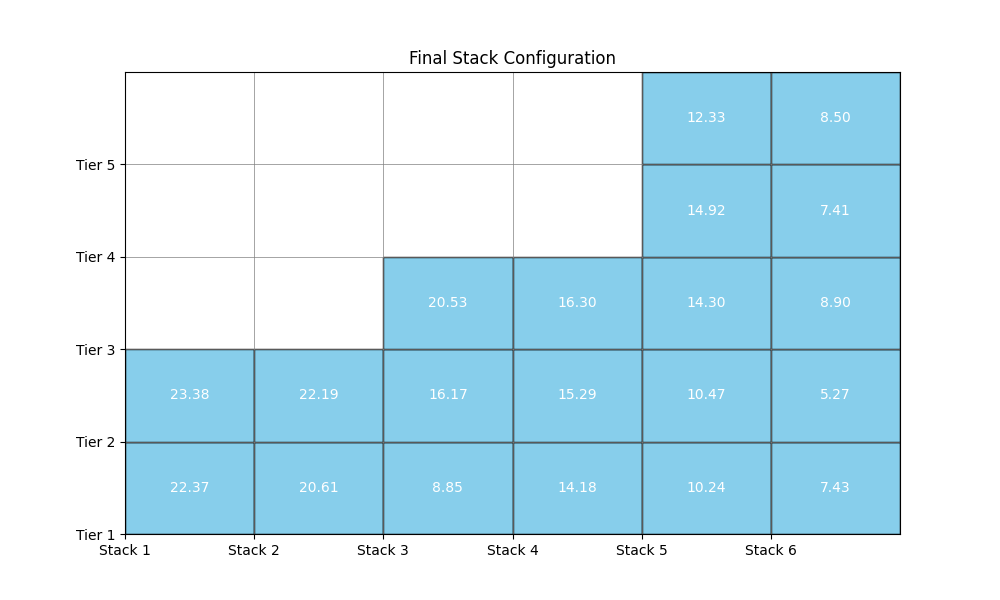 Final Stack Configuration
12.33 8.50
Tier 5
14.92 7.41
Tier 4
20.53 16.30 14.30 8.90
Tier 3
23.38 22.19 16.17 15.29 10.47 5.27
Tier 2
22.37 20.61 8.85 14.18 10.24 7.43
Tier 1
Stack 1 Stack 2 Stack 3 Stack 4 Stack 5 Stack 6